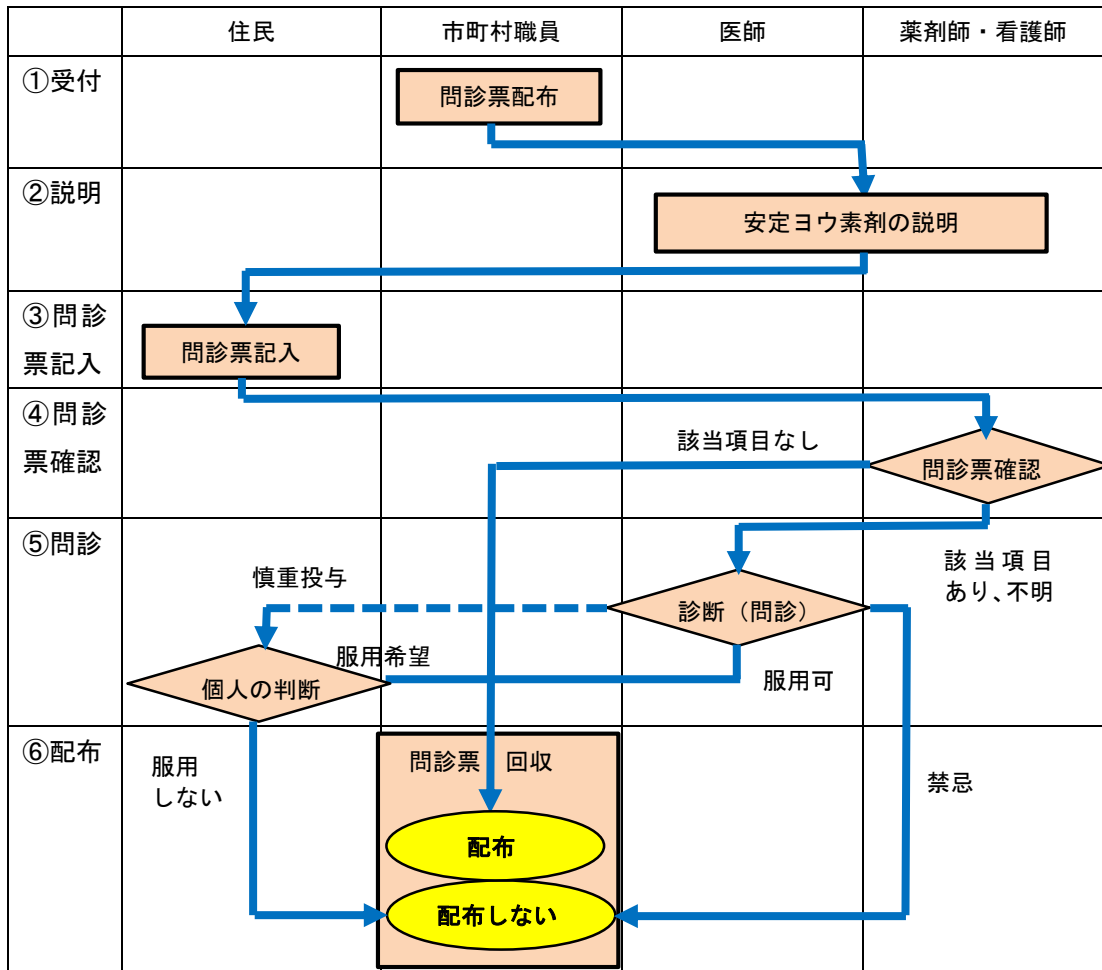 住民
市町村職員
医師
薬剤師・看護師
①受付
問診票配布
②説明
安定ヨウ素剤の説明
③問診
票記入
問診票記入
④問診
票確認
該当項目なし
問診票確認
⑤問診
慎重投与
診断（問診）
該当項目
あり、不明
服用希望
個人の判断
服用可
⑥配布
服用
しない
問診票 回収
禁忌
配布
配布しない